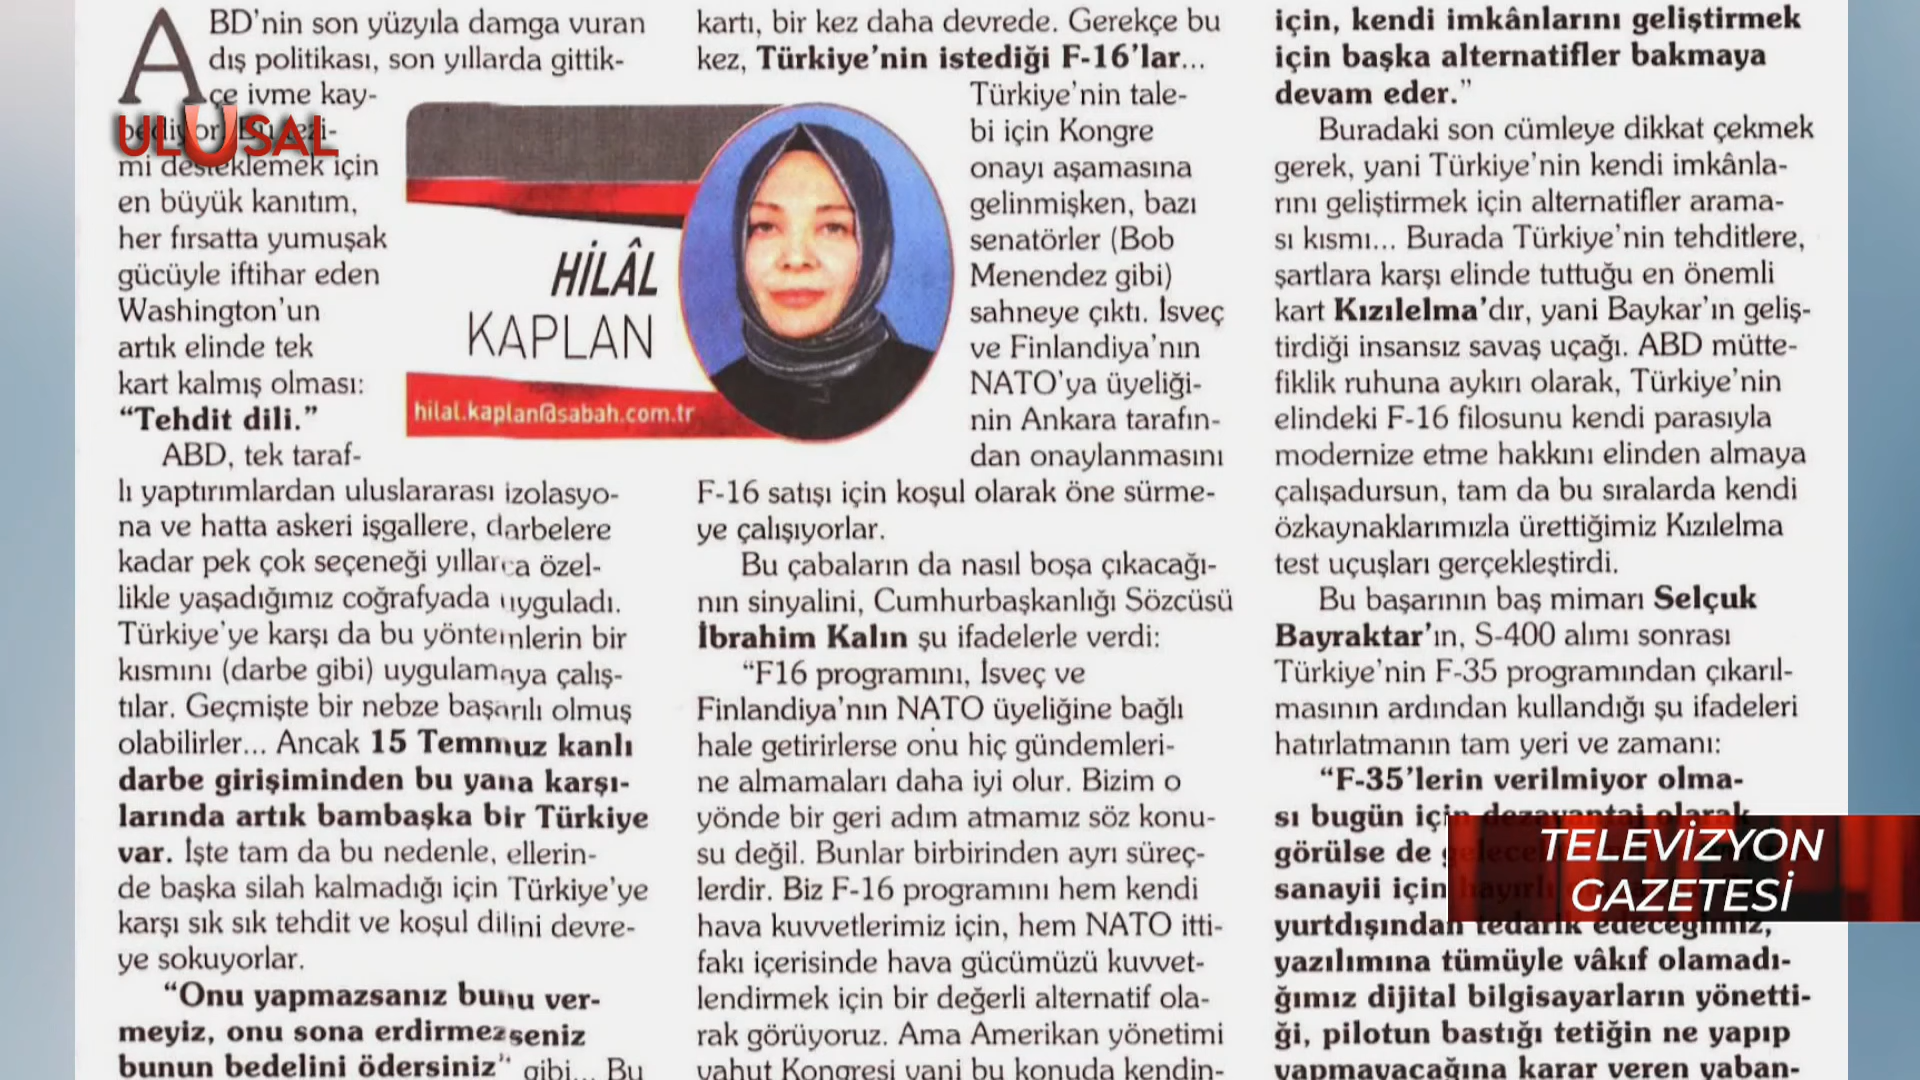 ABD’nin son yüzyıla damga vuran
dış politikası, son yıllarda gittik-
çe ivme kay-
mi desteklemek için
en büyük kanıtım,
her fırsatta yumuşak
gücüyle iftihar eden
Washington’un
artık elinde tek
kart kalmış olması:
“Tehdit dili.”
ABD, tek taraf-
lı yaptırımlardan uluslararası izolasyo-
na ve hatta askeri işgallere, darbelere
kadar pek çok seçeneği yıllarca özel-
likle yaşadığımız coğrafyada uyguladı.
Türkiye’ye karşı da bu yöntemlerin bir
kısmını (darbe gibi) uygulamaya çalış-
tılar. Geçmişte bir nebze başarılı olmuş
olabilirler... Ancak 15 Temmuz kanlı
darbe girişiminden bu yana karşı-
larında artık bambaşka bir Türkiye
var. İşte tam da bu nedenle, ellerin-
de başka silah kalmadığı için Türkiye’ye
karşı sık sık tehdit ve koşul dilini devre-
ye sokuyorlar.
“Onu yapmazsanız bunu ver-
meyiz, onu sona erdirmezseniz
bunun bedelini ödersiniz” gibi... Bu
ULUSAL
HİLÂL
KAPLAN
hilal.kaplan@sabah.com.tr
kartı, bir kez daha devrede. Gerekçe bu
kez, Türkiye’nin istediği F-16’lar...
Türkiye’nin tale-
bi için Kongre
onayı aşamasına
gelinmişken, bazı
senatörler (Bob
Menendez gibi)
sahneye çıktı. İsveç
ve Finlandiya’nın
NATO’ya üyeliği-
nin Ankara tarafın-
dan onaylanmasını
F-16 satışı için koşul olarak öne sürme-
ye çalışıyorlar.
Bu çabaların da nasıl boşa çıkacağı-
nın sinyalini, Cumhurbaşkanlığı Sözcüsü
İbrahim Kalın şu ifadelerle verdi:
“F16 programını, İsveç ve
Finlandiya’nın NATO üyeliğine bağlı
hale getirirlerse onu hiç gündemleri-
ne almamaları daha iyi olur. Bizim o
yönde bir geri adım atmamız söz konu-
su değil. Bunlar birbirinden ayrı süreç-
lerdir. Biz F-16 programını hem kendi
hava kuvvetlerimiz için, hem NATO itti-
fakı içerisinde hava gücümüzü kuvvet-
lendirmek için bir değerli alternatif ola-
rak görüyoruz. Ama Amerikan yönetimi
yahut Kongresi yani bu konuda kendin-
için, kendi imkânlarını geliştirmek
için başka alternatifler bakmaya
devam eder.”
Buradaki son cümleye dikkat çekmek
gerek, yani Türkiye’nin kendi imkânla-
rını geliştirmek için alternatifler arama-
sı kısmı... Burada Türkiye’nin tehditlere,
şartlara karşı elinde tuttuğu en önemli
kart Kızılelma’dır, yani Baykar’ın geliş-
tirdiği insansız savaş uçağı. ABD mütte-
fiklik ruhuna aykırı olarak, Türkiye’nin
elindeki F-16 filosunu kendi parasıyla
modernize etme hakkını elinden almaya
çalışadursun, tam da bu sıralarda kendi
özkaynaklarımızla ürettiğimiz Kızılelma
test uçuşları gerçekleştirdi.
Bu başarının baş mimarı Selçuk
Bayraktar’ın, S-400 alımı sonrası
Türkiye’nin F-35 programından çıkarıl-
masının ardından kullandığı şu ifadeleri
hatırlatmanın tam yeri ve zamanı:
“F-35’lerin verilmiyor olma-
sı bugün için dezavantaj olarak
görülse de
sanayii için
yurtdışından tedarik edeceğimiz,
yazılımına tümüyle vâkıf olamadı-
ğımız dijital bilgisayarların yönetti-
ği, pilotun bastığı tetiğin ne yapıp
yapmayacağına karar veren yaban-
TELEVİZYON
GAZETESİ